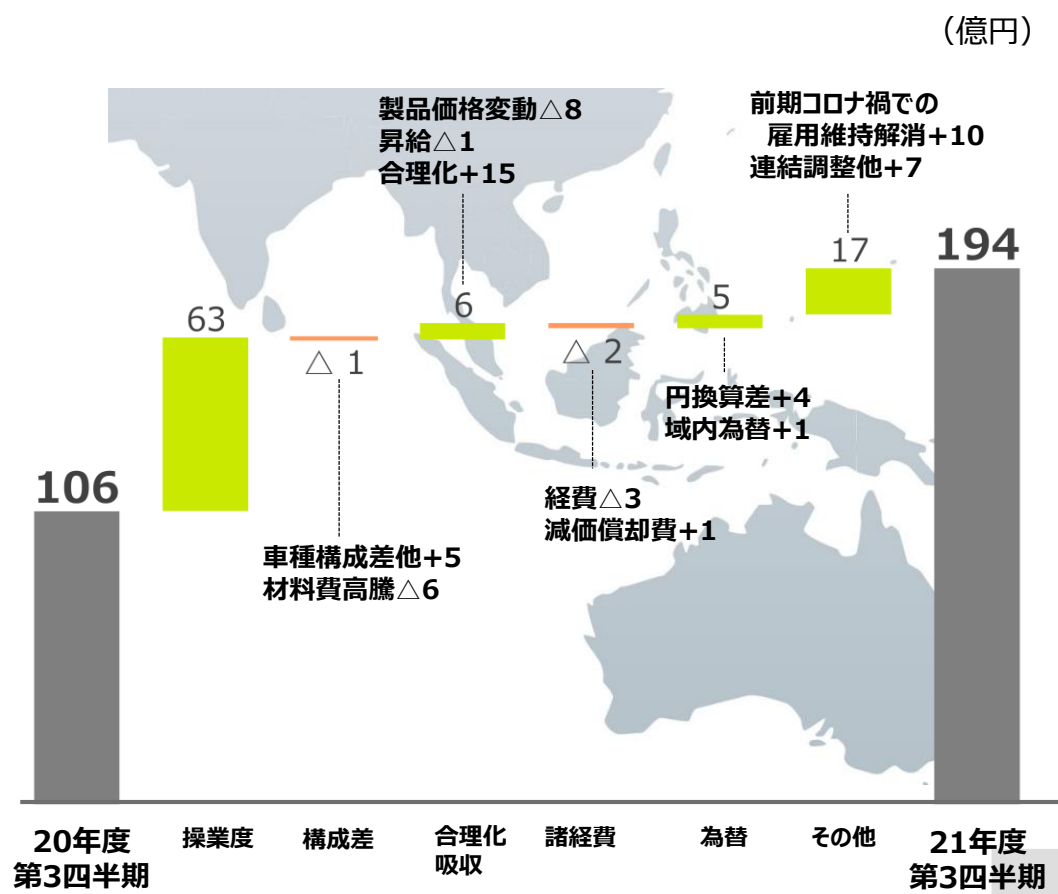 （億円）
製品価格変動△8
昇給△1
合理化+15
前期コロナ禍での
雇用維持解消+10
連結調整他+7
106
63
△ 1
6
△ 2
5
17
194
車種構成差他+5
材料費高騰△6
経費△3
減価償却費+1
円換算差+4
域内為替+1
20年度
第3四半期
操業度
構成差
合理化
吸収
諸経費
為替
その他
21年度
第3四半期